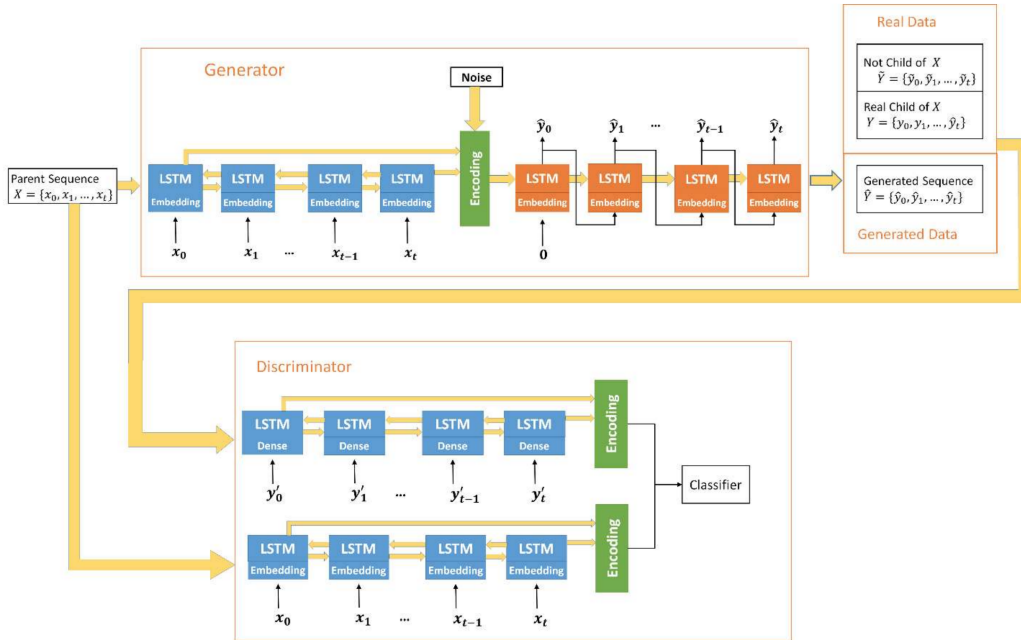 Real Data
Not Child of X
Ỹ = {ỹ₀, ỹ₁, ..., ỹₜ}
Real Child of X
Y = {y₀, y₁, ..., ŷₜ}
Generated Sequence
Ŷ = {ŷ₀, ŷ₁, ..., ŷₜ}
Generated Data
Generator
Noise
ŷ₀ ŷ₁ ... ŷₜ₋₁ ŷₜ
Parent Sequence
X = {x₀, x₁, ..., xₜ}
LSTM LSTM LSTM LSTM Encoding LSTM LSTM LSTM LSTM
Embedding Embedding Embedding Embedding Embedding Embedding Embedding Embedding
x₀ x₁ ... xₜ₋₁ xₜ 0
Discriminator
LSTM LSTM LSTM LSTM Encoding
Dense Dense Dense Dense
y′₀ y′₁ ... y′ₜ₋₁ y′ₜ
Classifier
LSTM LSTM LSTM LSTM Encoding
Embedding Embedding Embedding Embedding
x₀ x₁ ... xₜ₋₁ xₜ